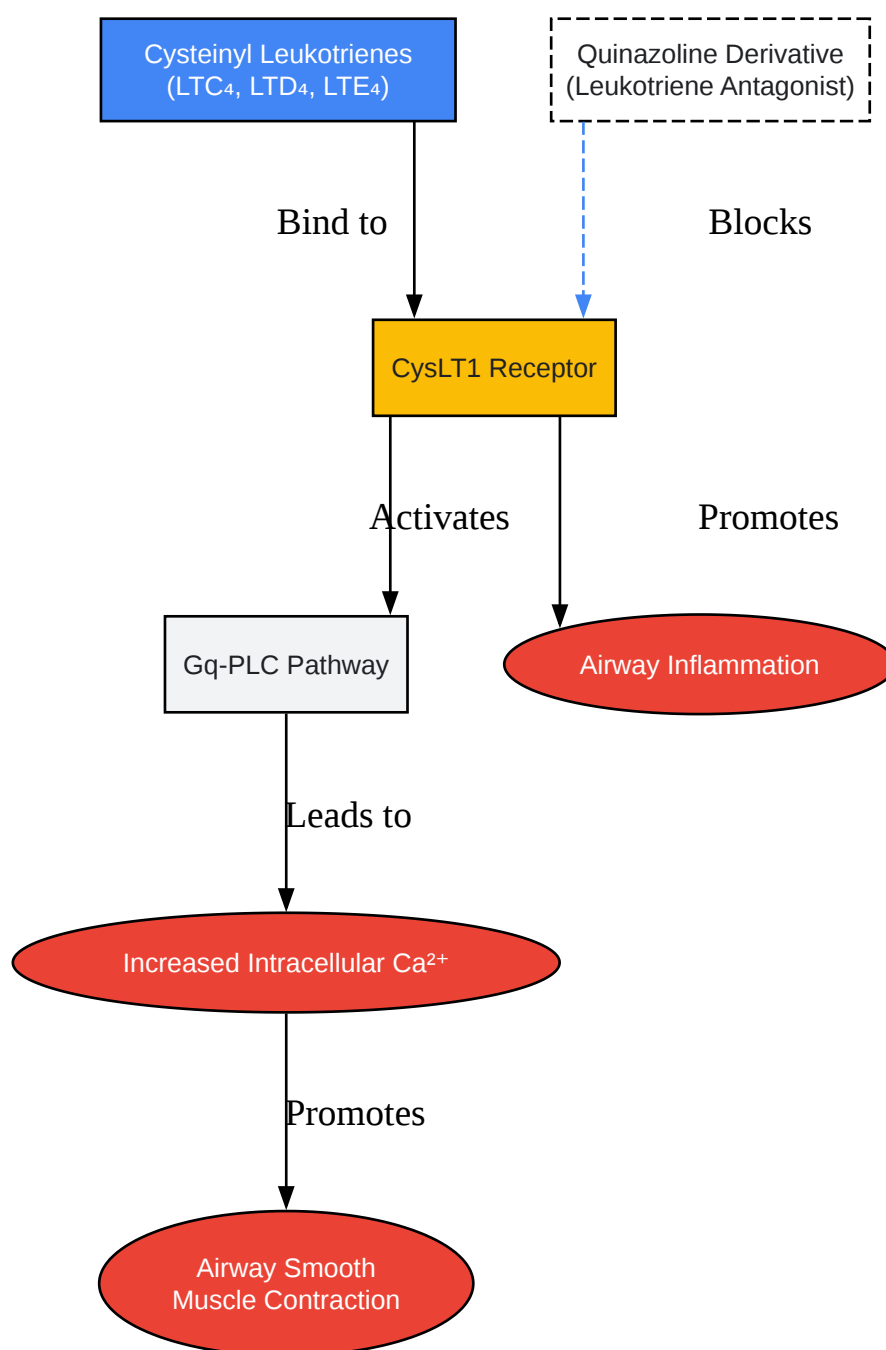 Cysteinyl Leukotrienes
(LTC₄, LTD₄, LTE₄)
Quinazoline Derivative
(Leukotriene Antagonist)
Bind to
Blocks
CysLT1 Receptor
Activates
Promotes
Gq-PLC Pathway
Airway Inflammation
Leads to
Increased Intracellular Ca²⁺
Promotes
Airway Smooth
Muscle Contraction